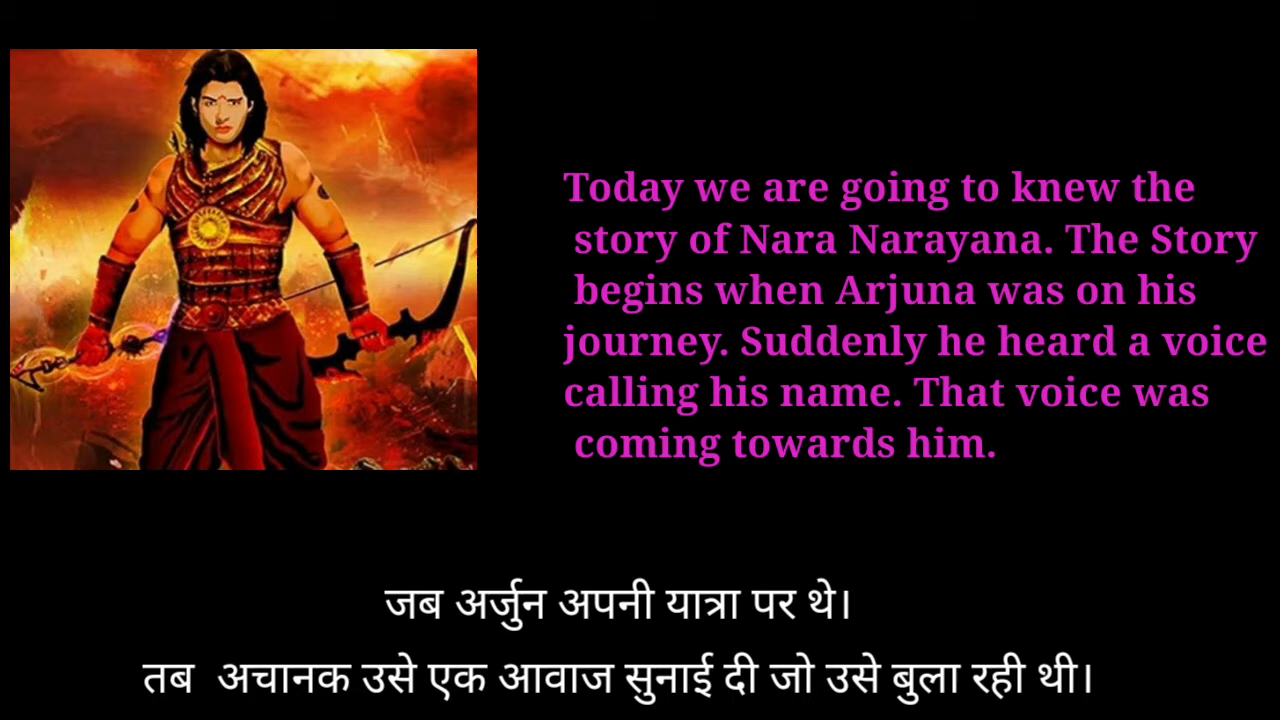 Today we are going to knew the
story of Nara Narayana. The Story
begins when Arjuna was on his
journey. Suddenly he heard a voice
calling his name. That voice was
coming towards him.
जब अर्जुन अपनी यात्रा पर थे।
तब अचानक उसे एक आवाज सुनाई दी जो उसे बुला रही थी।